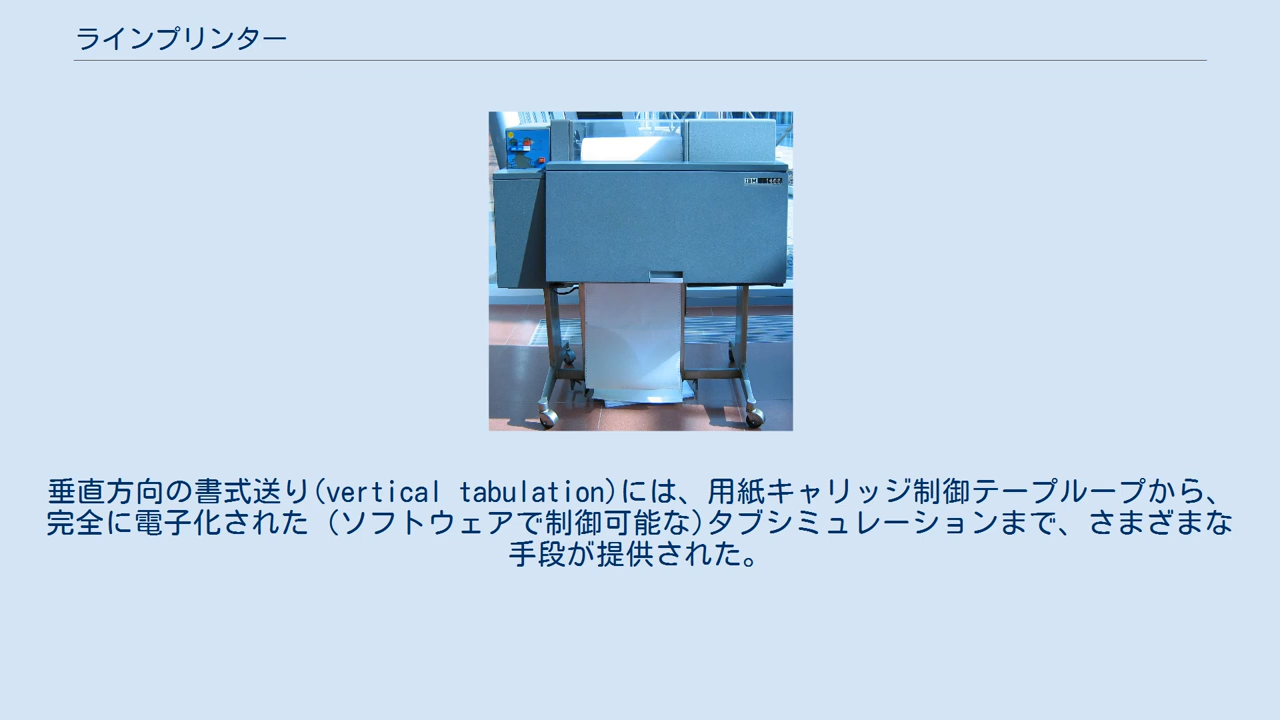 ラインプリンター
IBM
垂直方向の書式送り(vertical tabulation)には、用紙キャリッジ制御テープループから、
完全に電子化された (ソフトウェアで制御可能な)タブシミュレーションまで、さまざまな
手段が提供された。